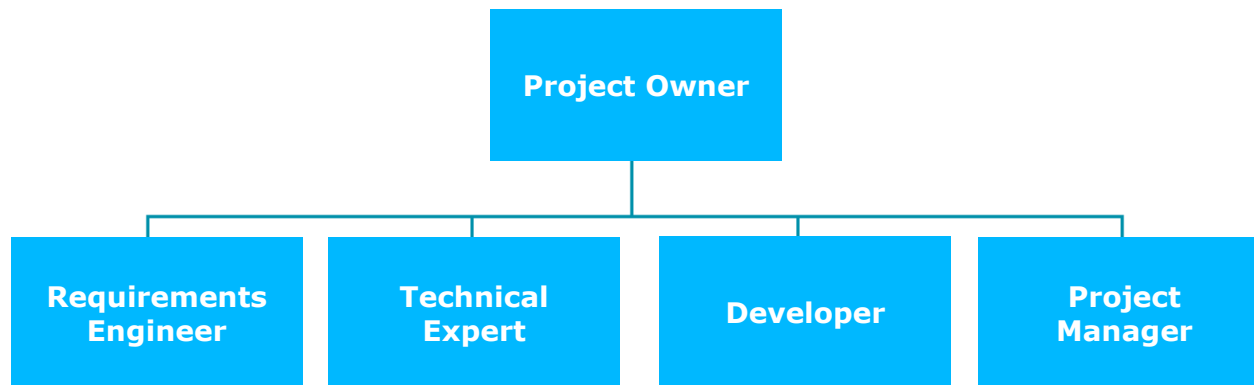 Project Owner
Requirements
Engineer
Technical
Expert
Developer
Project
Manager